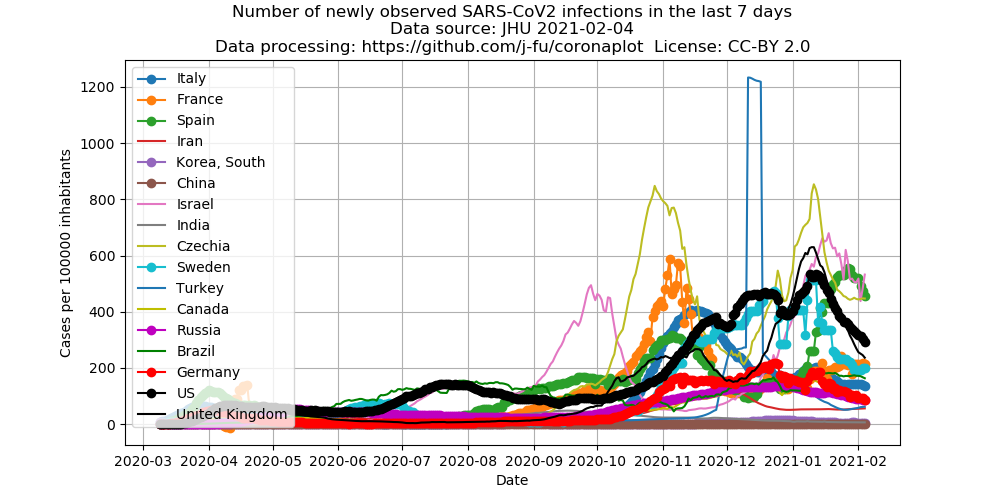 Number of newly observed SARS-CoV2 infections in the last 7 days
Data source: JHU 2021-02-04
Data processing: https://github.com/j-fu/coronaplot  License: CC-BY 2.0
Cases per 100000 inhabitants
1200
1000
800
600
400
200
0
Italy
France
Spain
Iran
Korea, South
China
Israel
India
Czechia
Sweden
Turkey
Canada
Russia
Brazil
Germany
US
United Kingdom
2020-03 2020-04 2020-05 2020-06 2020-07 2020-08 2020-09 2020-10 2020-11 2020-12 2021-01 2021-02
Date